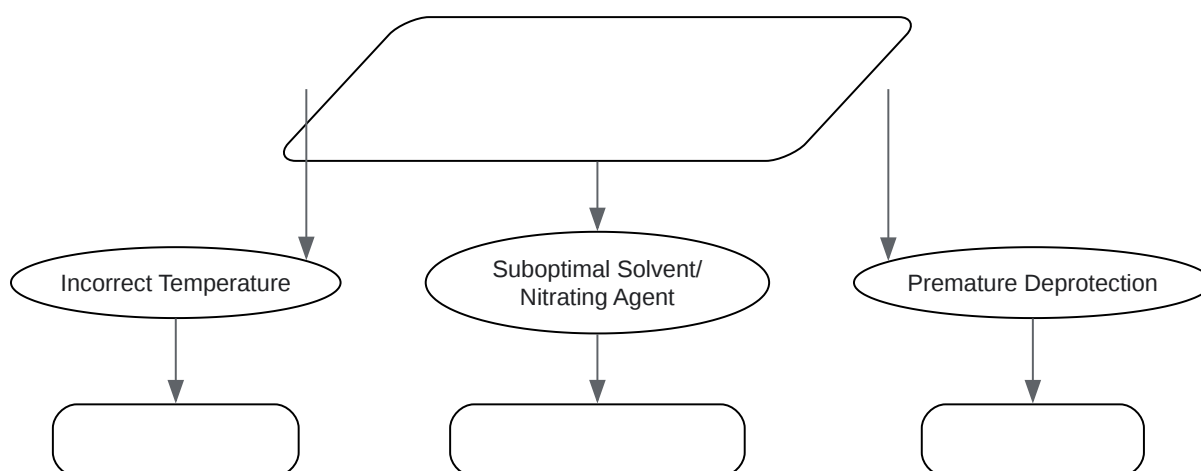 Incorrect Temperature
Suboptimal Solvent/
Nitrating Agent
Premature Deprotection